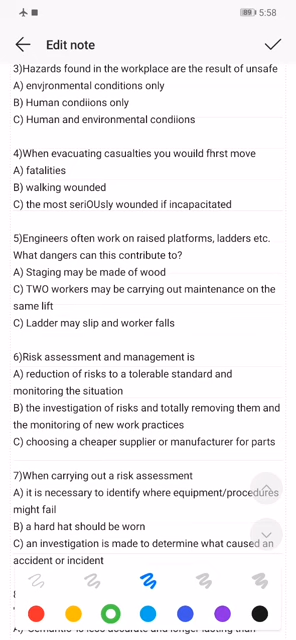 89 5:58
Edit note
3)Hazards found in the workplace are the result of unsafe
A) envjronmental conditions only
B) Human condiions only
C) Human and environmental condiions
4)When evacuating casualties you wouild fhrst move
A) fatalities
B) walking wounded
C) the most seriOUsly wounded if incapacitated
5)Engineers often work on raised platforms, ladders etc.
What dangers can this contribute to?
A) Staging may be made of wood
C) TWO workers may be carrying out maintenance on the
same lift
C) Ladder may slip and worker falls
6)Risk assessment and management is
A) reduction of risks to a tolerable standard and
monitoring the situation
B) the investigation of risks and totally removing them and
the monitoring of new work practices
C) choosing a cheaper supplier or manufacturer for parts
7)When carrying out a risk assessment
A) it is necessary to identify where equipment/procedures
might fail
B) a hard hat should be worn
C) an investigation is made to determine what caused an
accident or incident